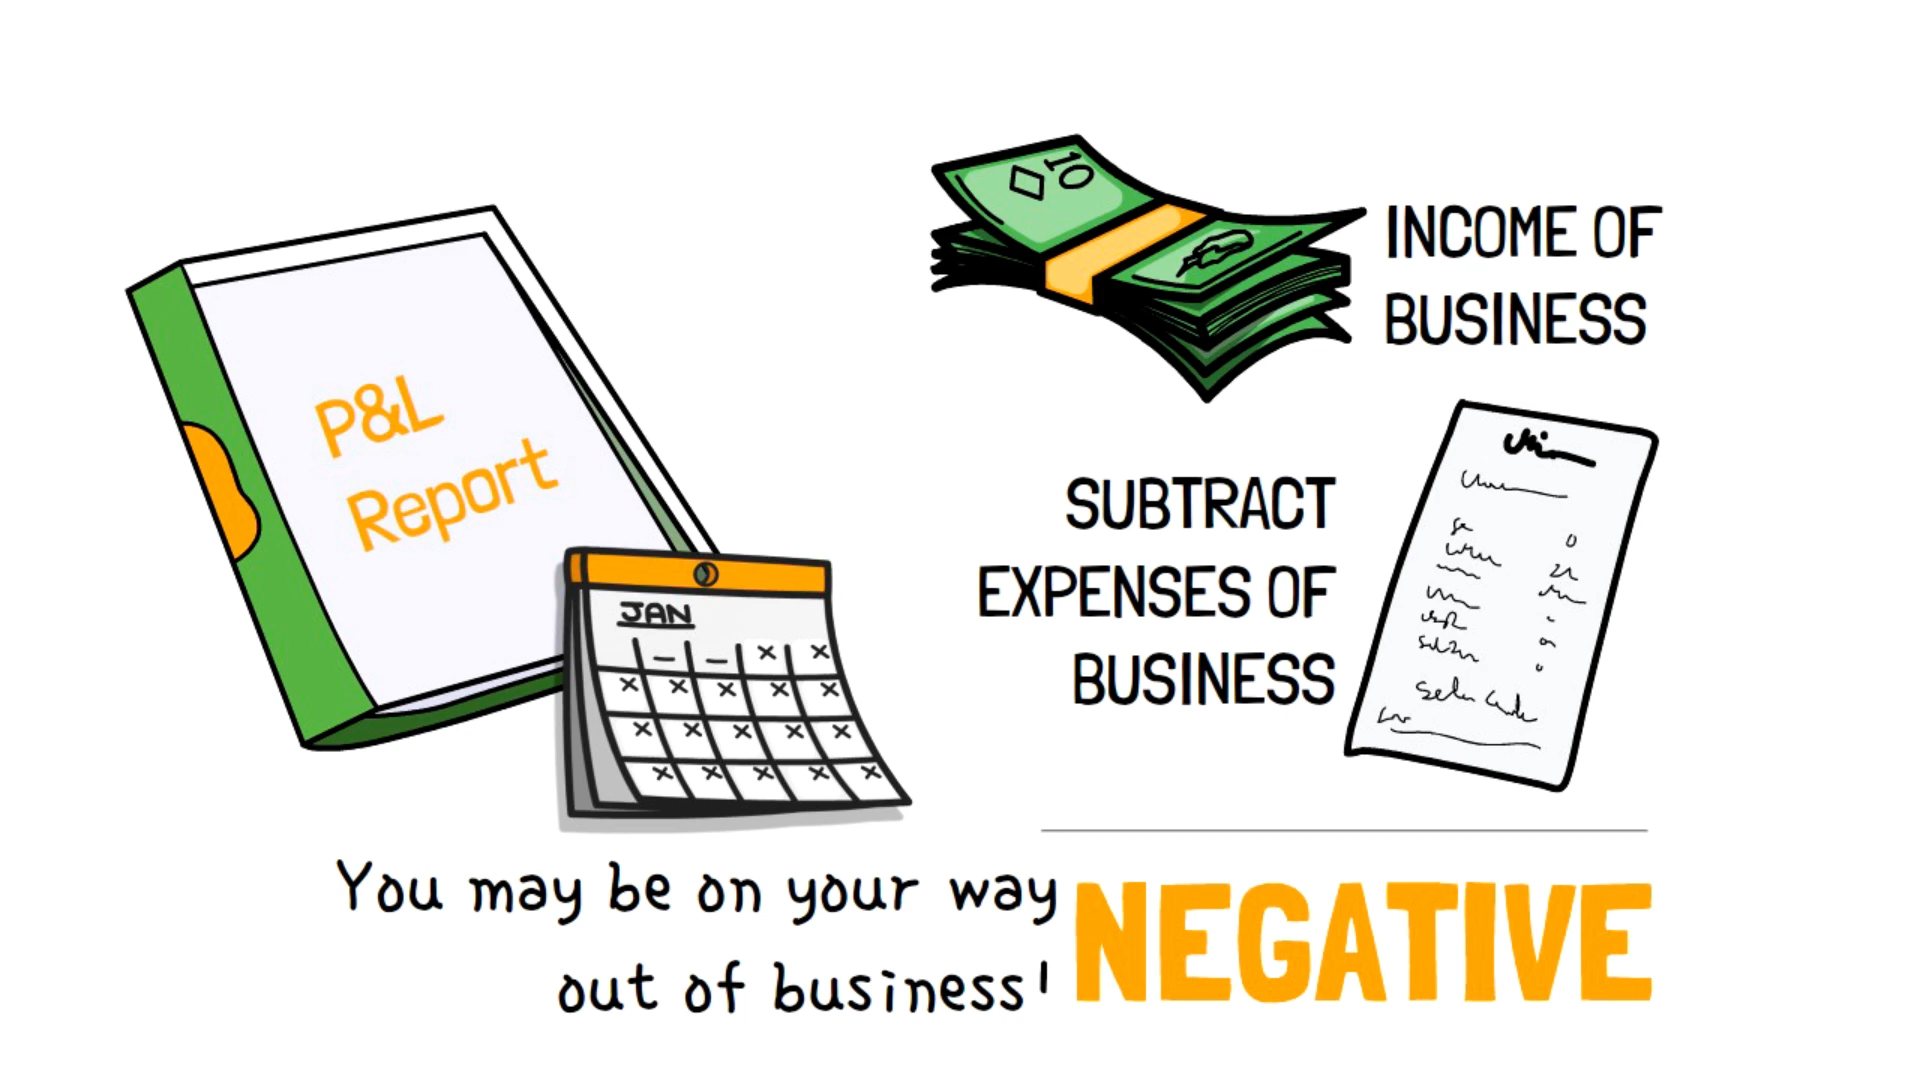 P&L
Report
JAN
10
INCOME OF
BUSINESS
SUBTRACT
EXPENSES OF
BUSINESS
You may be on your way
out of business!
NEGATIVE